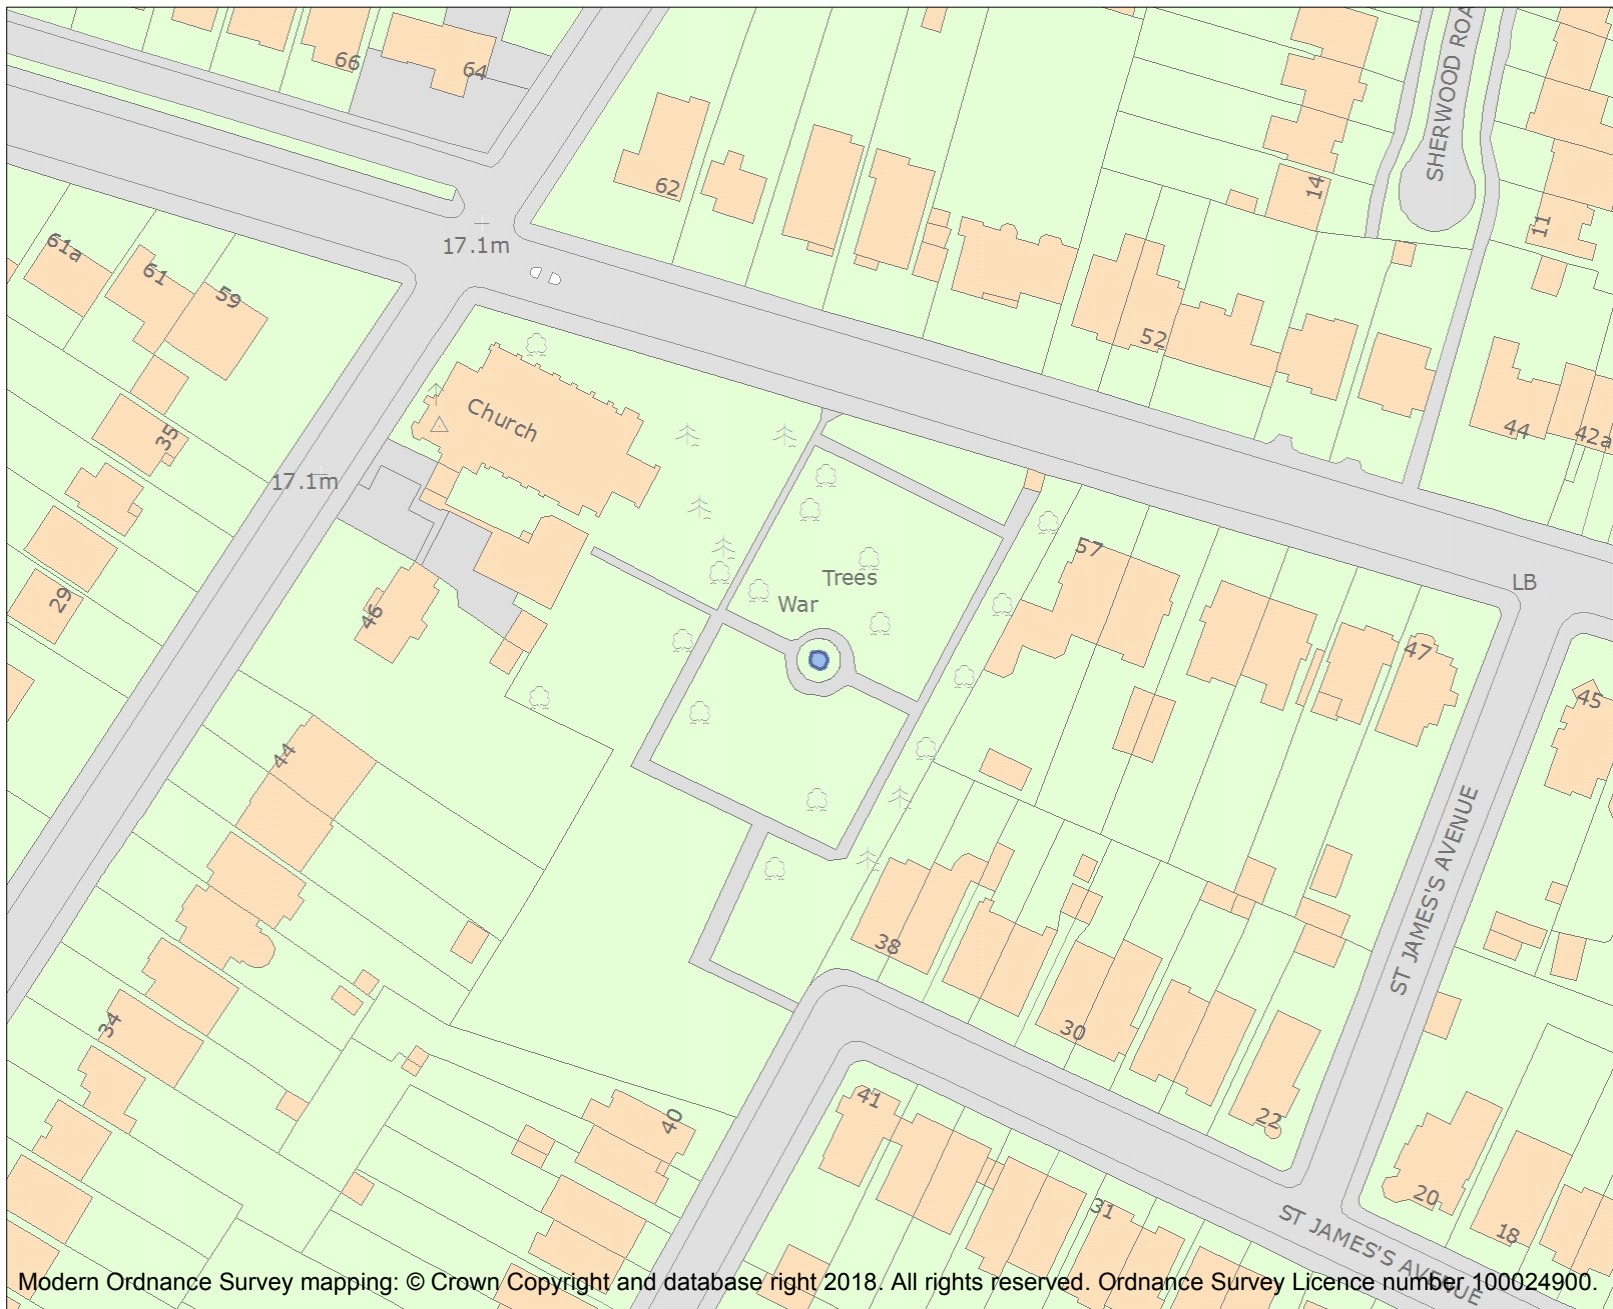 66
64
SHERWOOD ROA
62
14
11
17.1m
61a
61
59
52
Church
35
44
42a
17.1m
57
Trees
LB
War
29
46
47
45
44
ST JAMES'S AVENUE
38
34
30
41
40
22
20
31
18
ST JAMES'S AVENUE
Modern Ordnance Survey mapping: © Crown Copyright and database right 2018. All rights reserved. Ordnance Survey Licence number 100024900.